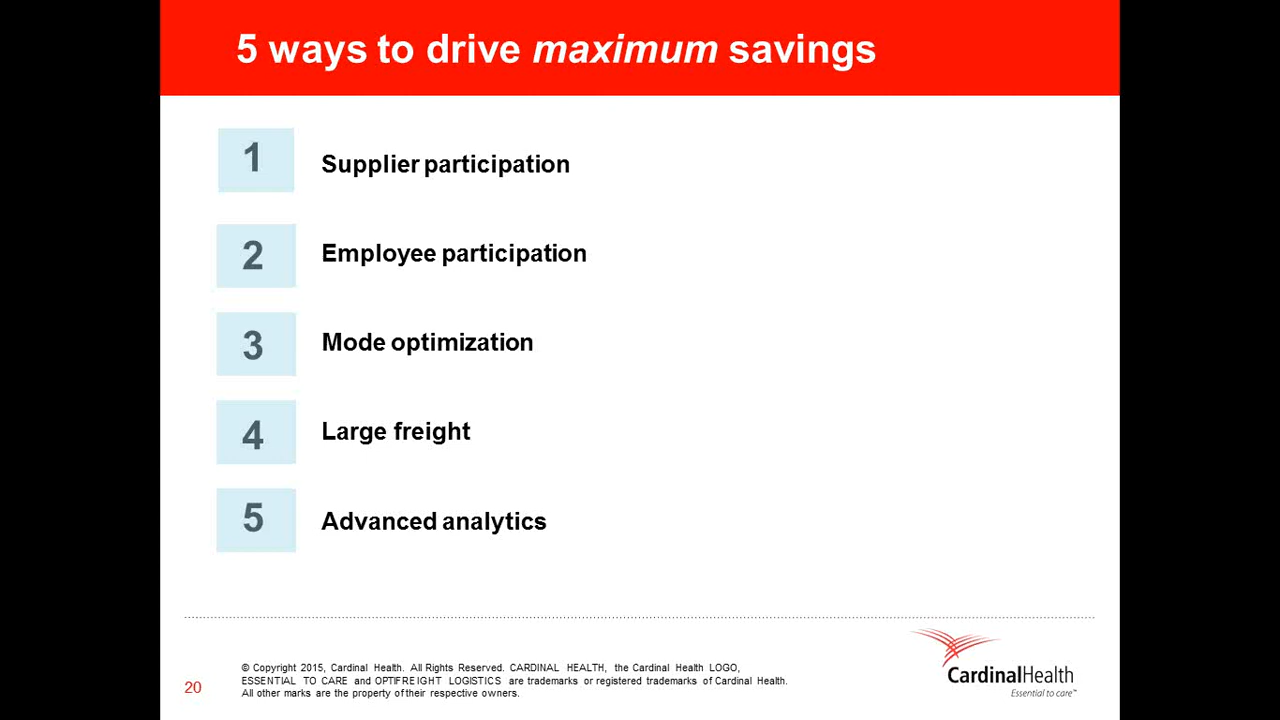 5 ways to drive maximum savings
1 Supplier participation
2 Employee participation
3 Mode optimization
4 Large freight
5 Advanced analytics
© Copyright 2015, Cardinal Health. All Rights Reserved. CARDINAL HEALTH, the Cardinal Health LOGO,
ESSENTIAL TO CARE and OPTIFREIGHT LOGISTICS are trademarks or registered trademarks of Cardinal Health.
All other marks are the property of their respective owners.
20
CardinalHealth
Essential to care™